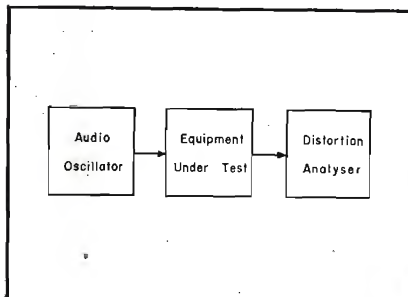 Audio
Oscillator
Equipment
Under Test
Distortion
Analyser